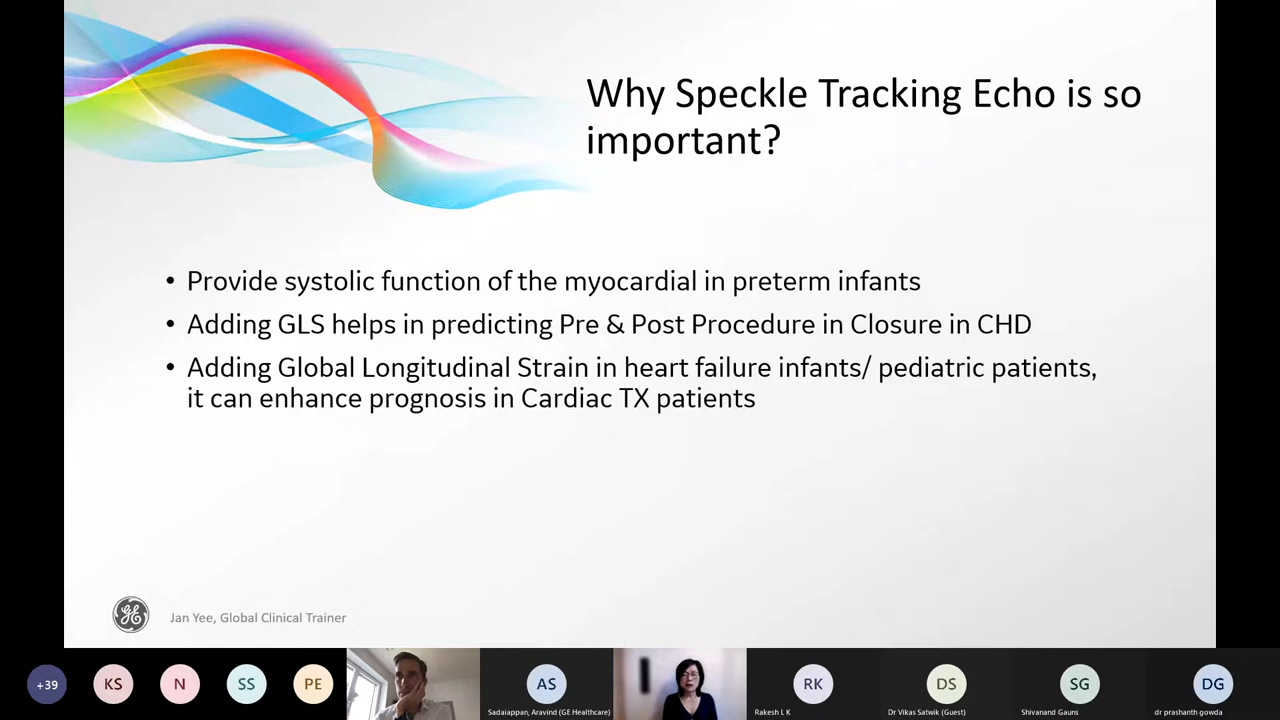 Why Speckle Tracking Echo is so
important?
• Provide systolic function of the myocardial in preterm infants
• Adding GLS helps in predicting Pre & Post Procedure in Closure in CHD
• Adding Global Longitudinal Strain in heart failure infants/ pediatric patients,
it can enhance prognosis in Cardiac TX patients
GE
Jan Yee, Global Clinical Trainer
+39
KS
N
SS
PE
AS
Sadaiappan, Aravind (GE Healthcare)
RK
Rakesh L K
DS
Dr Vikas Satwik (Guest)
SG
Shivanand Gauns
DG
dr prashanth gowda